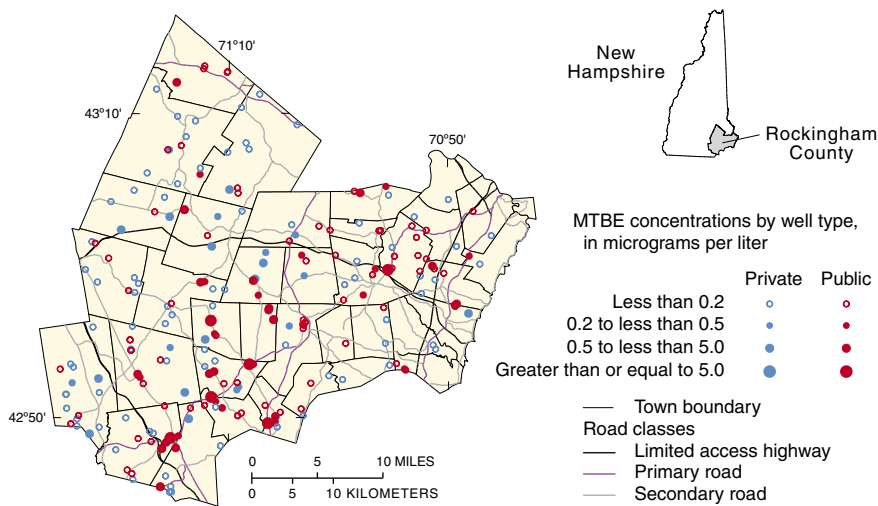 71°10'
43°10'
70°50'
42°50'
New
Hampshire
Rockingham
County
MTBE concentrations by well type,
in micrograms per liter
Private Public
Less than 0.2
0.2 to less than 0.5
0.5 to less than 5.0
Greater than or equal to 5.0
Town boundary
Road classes
Limited access highway
Primary road
Secondary road
0 5 10 MILES
0 5 10 KILOMETERS